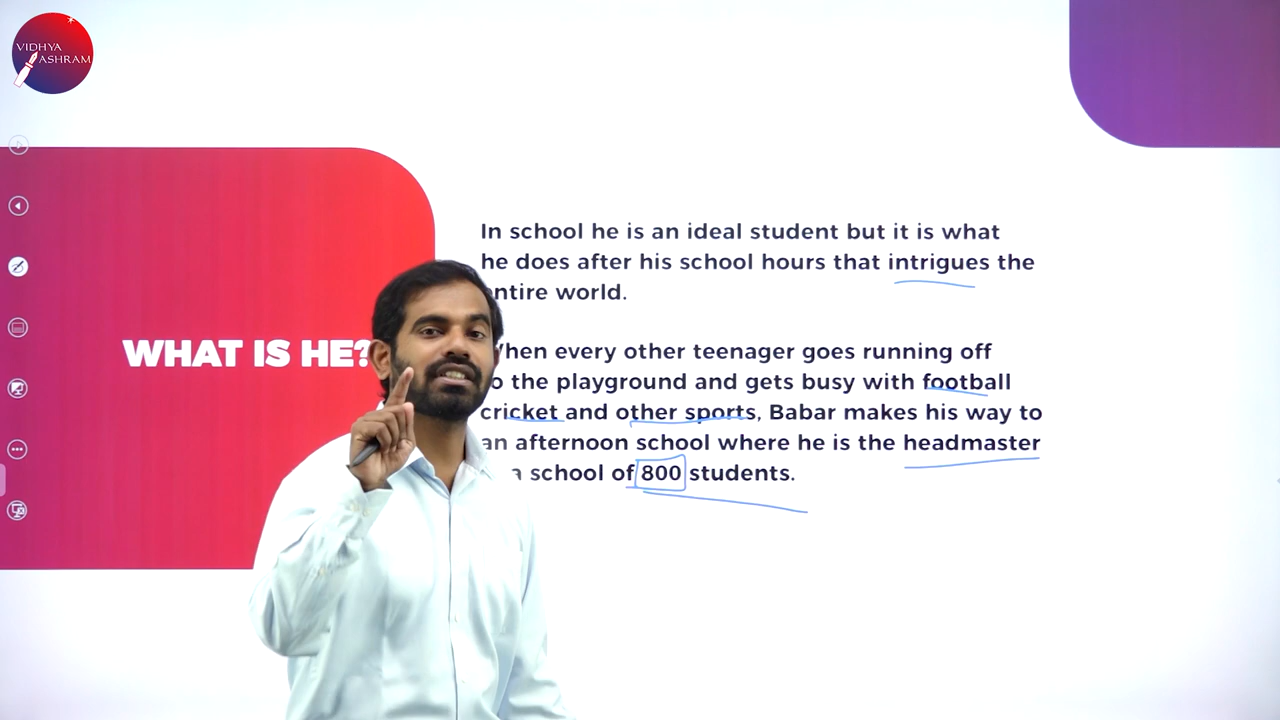 VIDHYA
ASHRAM
WHAT IS HE?
In school he is an ideal student but it is what
he does after his school hours that intrigues the
entire world.
When every other teenager goes running off
to the playground and gets busy with football
cricket and other sports, Babar makes his way to
an afternoon school where he is the headmaster
a school of 800 students.